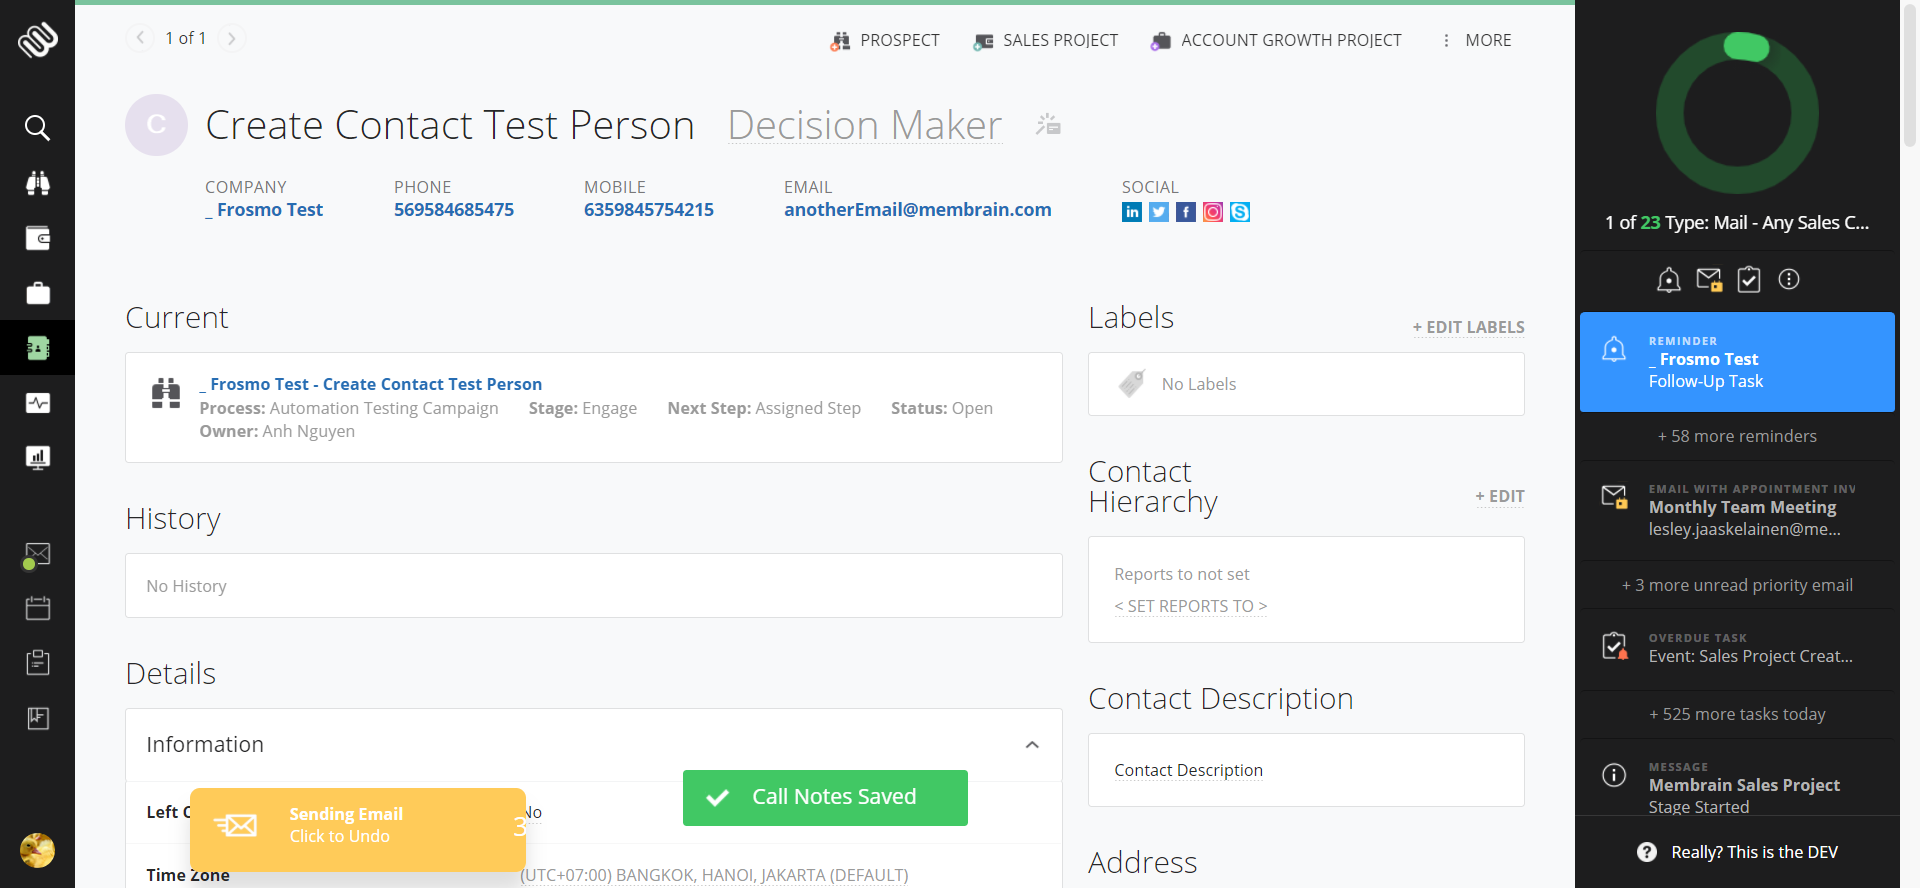 1 of 1
PROSPECT
SALES PROJECT
ACCOUNT GROWTH PROJECT
MORE
C
Create Contact Test Person
Decision Maker
COMPANY
_ Frosmo Test
PHONE
569584685475
MOBILE
6359845754215
EMAIL
anotherEmail@membrain.com
SOCIAL
Current
_ Frosmo Test - Create Contact Test Person
Process: Automation Testing Campaign Stage: Engage Next Step: Assigned Step Status: Open
Owner: Anh Nguyen
History
No History
Details
Information
Left
No
Time Zone
(UTC+07:00) BANGKOK, HANOI, JAKARTA (DEFAULT)
Sending Email
Click to Undo
3
Call Notes Saved
Labels
+ EDIT LABELS
No Labels
Contact
Hierarchy
+ EDIT
Reports to not set
< SET REPORTS TO >
Contact Description
Contact Description
Address
1 of 23 Type: Mail - Any Sales C...
REMINDER
_ Frosmo Test
Follow-Up Task
+ 58 more reminders
EMAIL WITH APPOINTMENT INV
Monthly Team Meeting
lesley.jaaskelainen@me...
+ 3 more unread priority email
OVERDUE TASK
Event: Sales Project Creat...
+ 525 more tasks today
MESSAGE
Membrain Sales Project
Stage Started
Really? This is the DEV